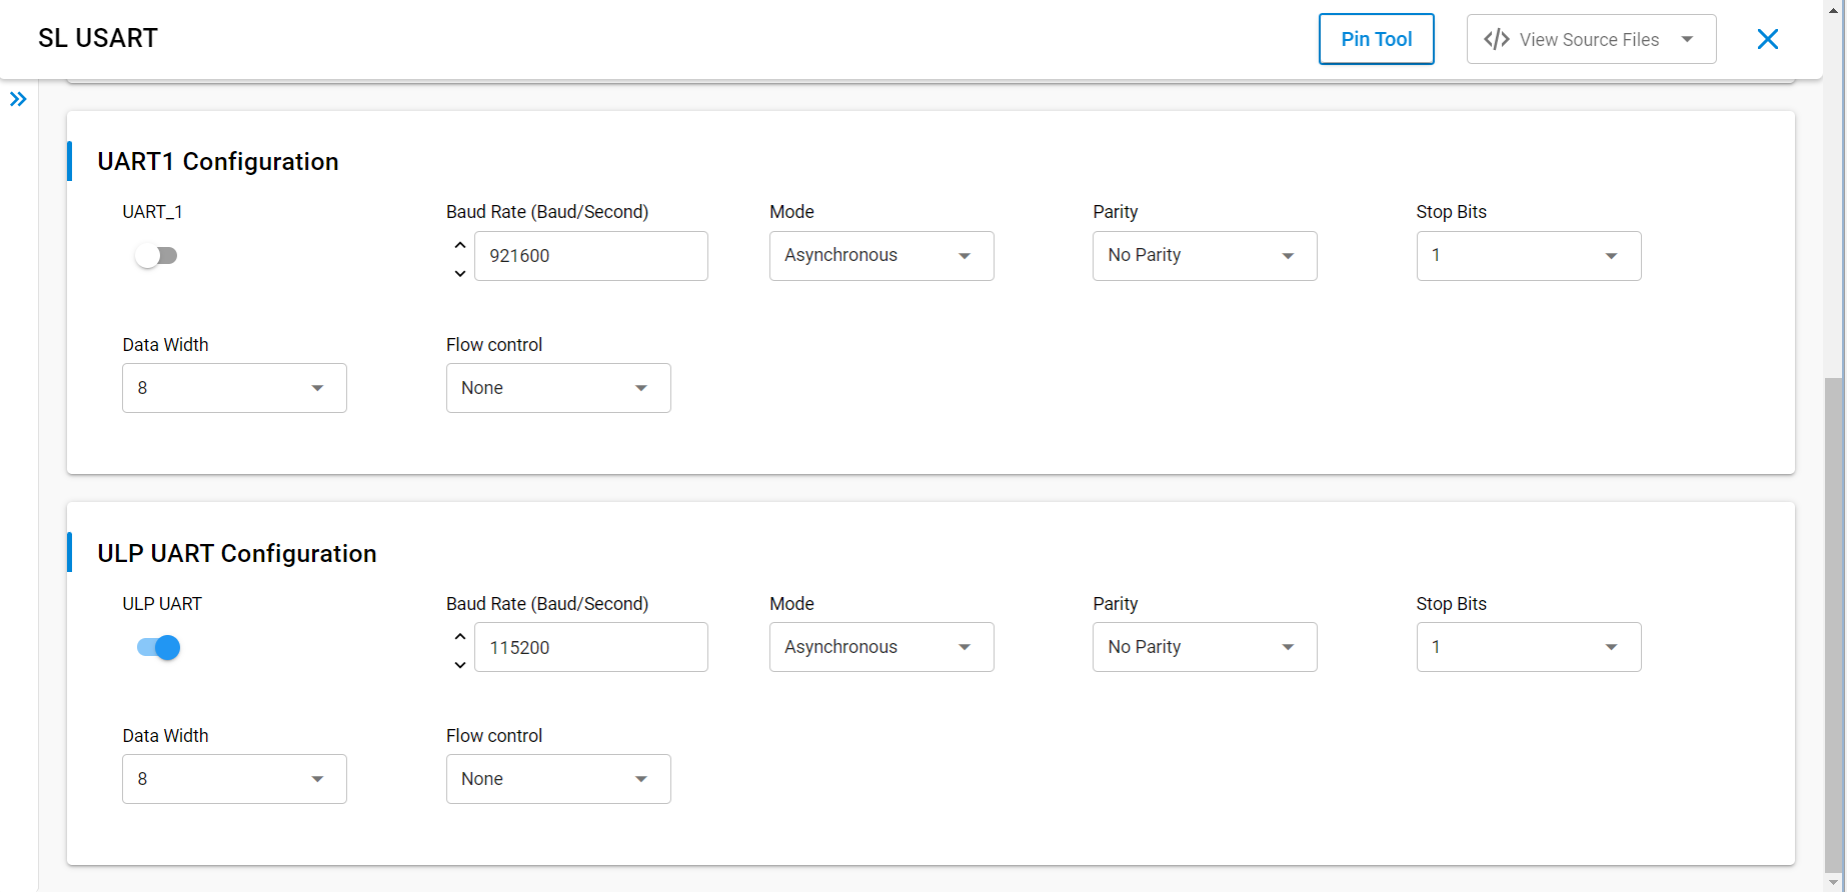 SL USART
Pin Tool
</> View Source Files
UART1 Configuration
UART_1
Baud Rate (Baud/Second)
Mode
Parity
Stop Bits
921600
Asynchronous
No Parity
1
Data Width
Flow control
8
None
ULP UART Configuration
ULP UART
Baud Rate (Baud/Second)
Mode
Parity
Stop Bits
115200
Asynchronous
No Parity
1
Data Width
Flow control
8
None